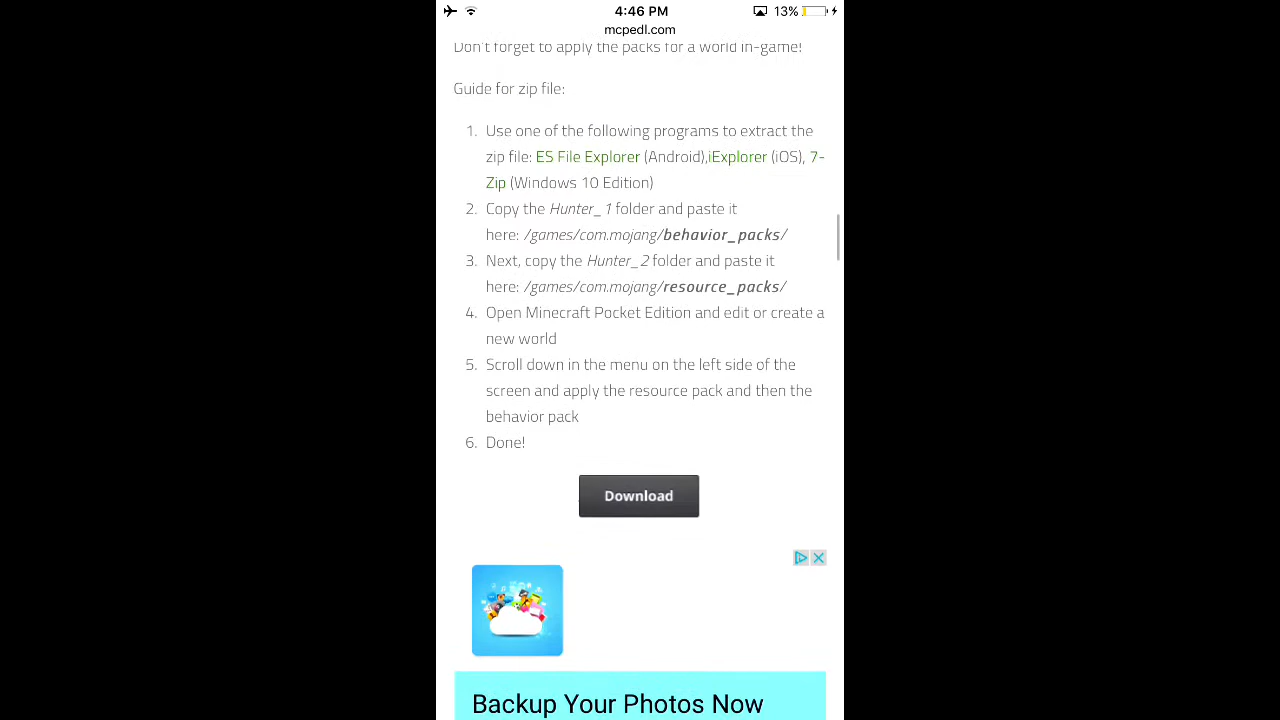 4:46 PM
13%
mcpedl.com
Don't forget to apply the packs for a world in-game!
Guide for zip file:
1. Use one of the following programs to extract the
zip file: ES File Explorer (Android),iExplorer (iOS), 7-
Zip (Windows 10 Edition)
2. Copy the Hunter_1 folder and paste it
here: /games/com.mojang/behavior_packs/
3. Next, copy the Hunter_2 folder and paste it
here: /games/com.mojang/resource_packs/
4. Open Minecraft Pocket Edition and edit or create a
new world
5. Scroll down in the menu on the left side of the
screen and apply the resource pack and then the
behavior pack
6. Done!
Download
Backup Your Photos Now